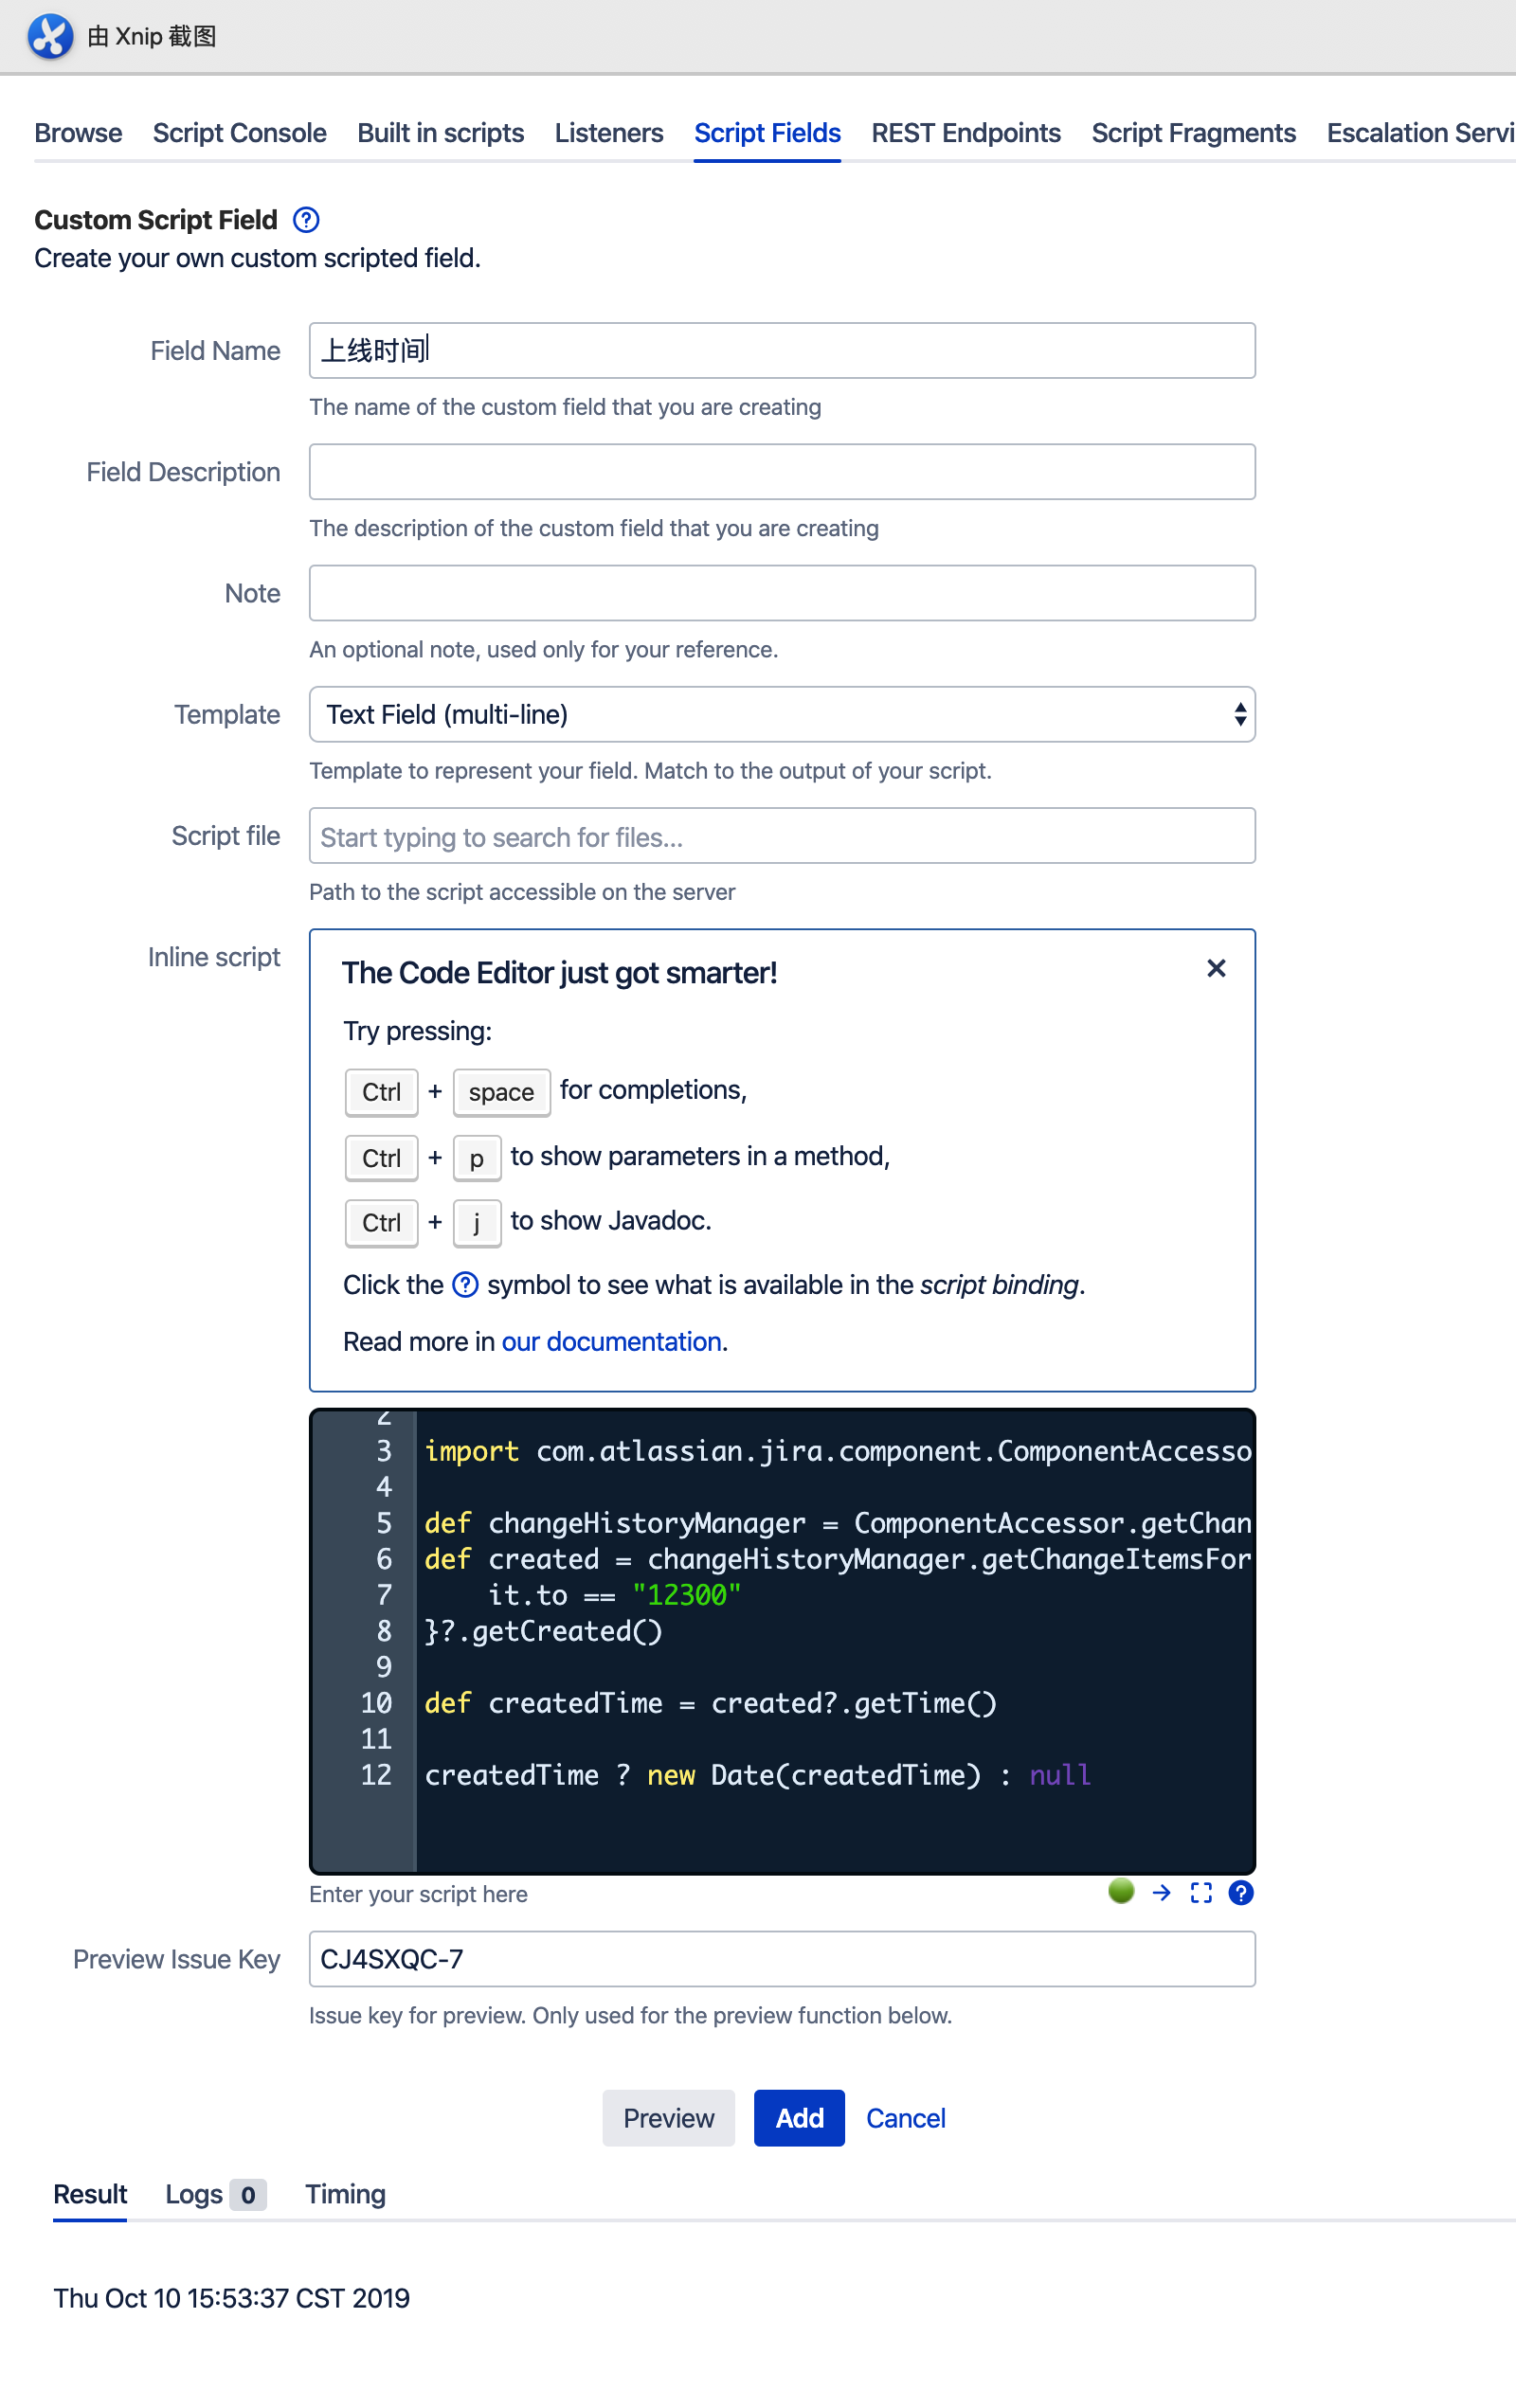 由 Xnip 截图
Browse Script Console Built in scripts Listeners Script Fields REST Endpoints Script Fragments Escalation Servi
Custom Script Field
Create your own custom scripted field.
Field Name 上线时间
The name of the custom field that you are creating
Field Description
The description of the custom field that you are creating
Note
An optional note, used only for your reference.
Template Text Field (multi-line)
Template to represent your field. Match to the output of your script.
Script file Start typing to search for files...
Path to the script accessible on the server
Inline script
The Code Editor just got smarter!
Try pressing:
Ctrl + space for completions,
Ctrl + p to show parameters in a method,
Ctrl + j to show Javadoc.
Click the ? symbol to see what is available in the script binding.
Read more in our documentation.
2
3 import com.atlassian.jira.component.ComponentAccesso
4
5 def changeHistoryManager = ComponentAccessor.getChan
6 def created = changeHistoryManager.getChangeItemsFor
7 it.to == "12300"
8 }?.getCreated()
9
10 def createdTime = created?.getTime()
11
12 createdTime ? new Date(createdTime) : null
Enter your script here
Preview Issue Key CJ4SXQC-7
Issue key for preview. Only used for the preview function below.
Preview Add Cancel
Result Logs 0 Timing
Thu Oct 10 15:53:37 CST 2019